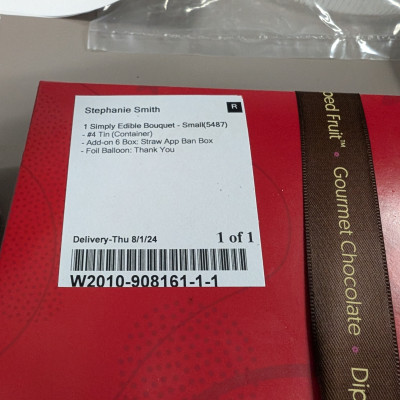 Stephanie Smith
R
1 Simply Edible Bouquet - Small(5487)
- #4 Tin (Container)
- Add-on 6 Box: Straw App Ban Box
- Foil Balloon: Thank You
Delivery-Thu 8/1/24
1 of 1
W2010-908161-1-1
ped Fruit™ • Gourmet Chocolate • Dip